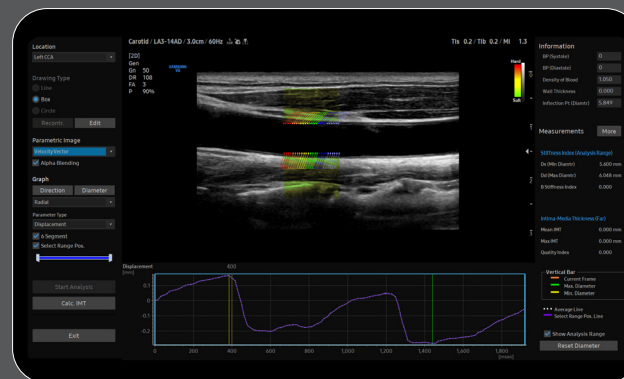 Carotid / LA3-14AD / 3.0cm / 60Hz
TIs 0.2 / TIb 0.2 / MI 1.3
Location
Left CCA
Drawing Type
Line
Box
Circle
Reconstr.
Edit
Parametric Image
Velocity Vector
Alpha Blending
Graph
Direction
Diameter
Radial
Parameter Type
Displacement
6 Segment
Select Range Pos.
Start Analysis
Calc. IMT
Exit
[2D]
Gen
Gn 50
DR 108
FA 3
P 90%
Hard
Soft
Displacement
[mm]
400
0.1
0
0.1
0.2
0 200 400 600 800 1,000 1,200 1,400 1,600 1,800
[msec]
Information
BP (Systole) 0
BP (Diastole) 0
Density of Blood 1.050
Wall Thickness 0.000
Inflection Pt (Diamtr) 5.849
Measurements
More
Stiffness Index (Analysis Range)
Ds (Min Diamtr) 5.600 mm
Dd (Max Diamtr) 6.048 mm
B Stiffness Index 0.000
Intima-Media Thickness (Far)
Mean IMT 0.000 mm
Max IMT 0.000 mm
Quality Index 0.000
Vertical Bar
Current Frame
Max. Diameter
Min. Diameter
Average Line
Select Range Pos. Line
Show Analysis Range
Reset Diameter